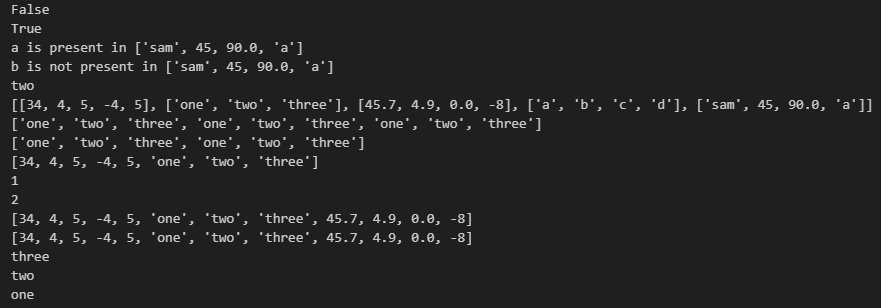 False
True
a is present in ['sam', 45, 90.0, 'a']
b is not present in ['sam', 45, 90.0, 'a']
two
[[34, 4, 5, -4, 5], ['one', 'two', 'three'], [45.7, 4.9, 0.0, -8], ['a', 'b', 'c', 'd'], ['sam', 45, 90.0, 'a']]
['one', 'two', 'three', 'one', 'two', 'three', 'one', 'two', 'three']
['one', 'two', 'three', 'one', 'two', 'three']
[34, 4, 5, -4, 5, 'one', 'two', 'three']
1
2
[34, 4, 5, -4, 5, 'one', 'two', 'three', 45.7, 4.9, 0.0, -8]
[34, 4, 5, -4, 5, 'one', 'two', 'three', 45.7, 4.9, 0.0, -8]
three
two
one